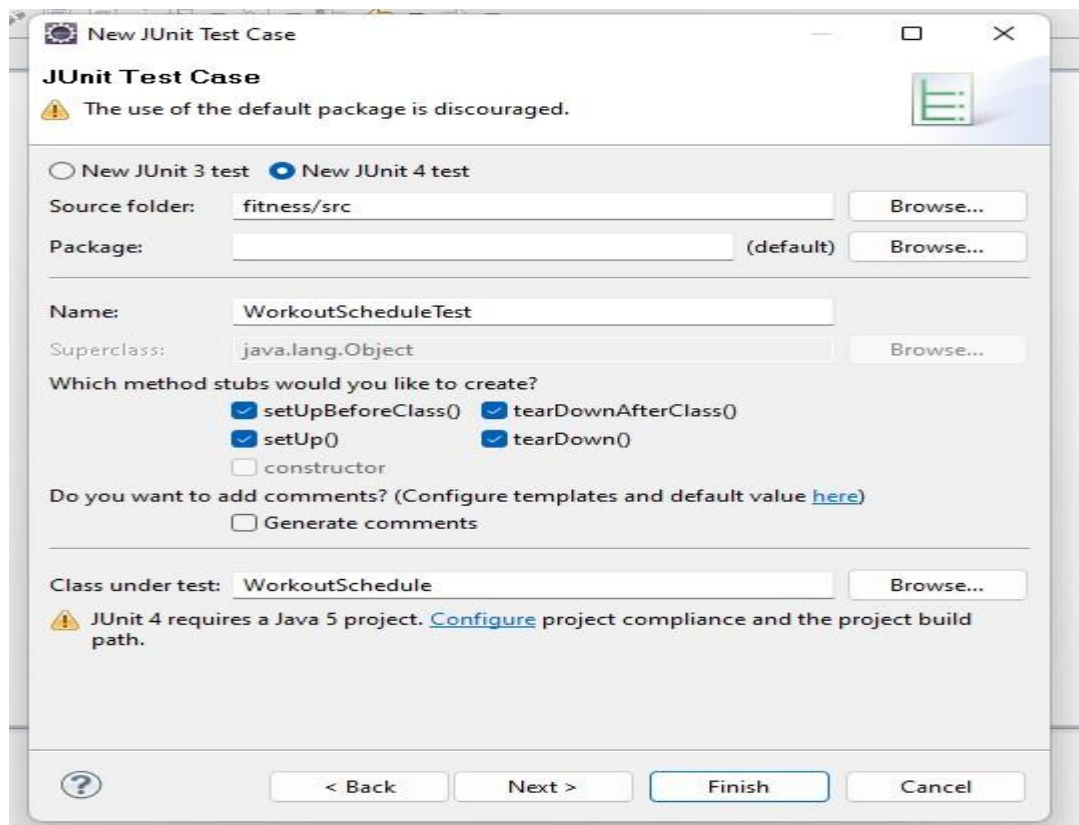 New JUnit Test Case
JUnit Test Case
The use of the default package is discouraged.
New JUnit 3 test New JUnit 4 test
Source folder: fitness/src Browse...
Package: (default) Browse...
Name: WorkoutScheduleTest
Superclass: java.lang.Object Browse...
Which method stubs would you like to create?
setUpBeforeClass() tearDownAfterClass()
setUp() tearDown()
constructor
Do you want to add comments? (Configure templates and default value here)
Generate comments
Class under test: WorkoutSchedule Browse...
JUnit 4 requires a Java 5 project. Configure project compliance and the project build
path.
? < Back Next > Finish Cancel